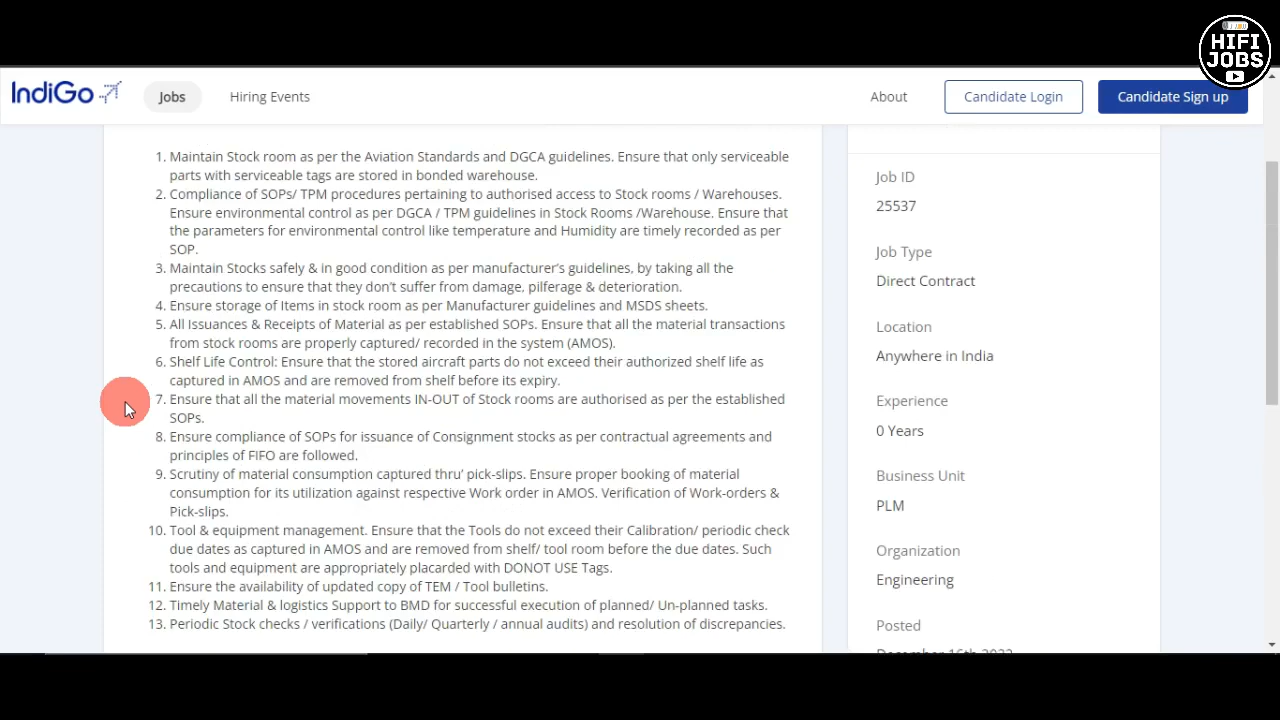 HIFI
JOBS
IndiGo
Jobs
Hiring Events
About
Candidate Login
Candidate Sign up
1. Maintain Stock room as per the Aviation Standards and DGCA guidelines. Ensure that only serviceable
parts with serviceable tags are stored in bonded warehouse.
2. Compliance of SOPs/ TPM procedures pertaining to authorised access to Stock rooms / Warehouses.
Ensure environmental control as per DGCA / TPM guidelines in Stock Rooms /Warehouse. Ensure that
the parameters for environmental control like temperature and Humidity are timely recorded as per
SOP.
3. Maintain Stocks safely & in good condition as per manufacturer's guidelines, by taking all the
precautions to ensure that they don't suffer from damage, pilferage & deterioration.
4. Ensure storage of Items in stock room as per Manufacturer guidelines and MSDS sheets.
5. All Issuances & Receipts of Material as per established SOPs. Ensure that all the material transactions
from stock rooms are properly captured/ recorded in the system (AMOS).
6. Shelf Life Control: Ensure that the stored aircraft parts do not exceed their authorized shelf life as
captured in AMOS and are removed from shelf before its expiry.
7. Ensure that all the material movements IN-OUT of Stock rooms are authorised as per the established
SOPs.
8. Ensure compliance of SOPs for issuance of Consignment stocks as per contractual agreements and
principles of FIFO are followed.
9. Scrutiny of material consumption captured thru' pick-slips. Ensure proper booking of material
consumption for its utilization against respective Work order in AMOS. Verification of Work-orders &
Pick-slips.
10. Tool & equipment management. Ensure that the Tools do not exceed their Calibration/ periodic check
due dates as captured in AMOS and are removed from shelf/ tool room before the due dates. Such
tools and equipment are appropriately placarded with DONOT USE Tags.
11. Ensure the availability of updated copy of TEM / Tool bulletins.
12. Timely Material & logistics Support to BMD for successful execution of planned/ Un-planned tasks.
13. Periodic Stock checks / verifications (Daily/ Quarterly / annual audits) and resolution of discrepancies.
Job ID
25537
Job Type
Direct Contract
Location
Anywhere in India
Experience
0 Years
Business Unit
PLM
Organization
Engineering
Posted